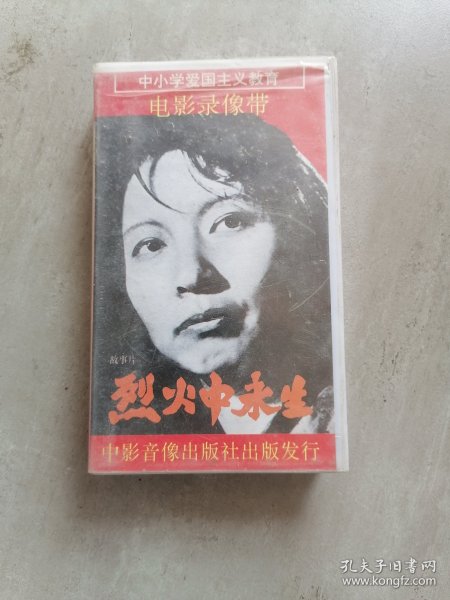 中小学爱国主义教育
电影录像带
故事片
烈火中永生
中影音像出版社出版发行
孔夫子旧书网
www.kongfz.com